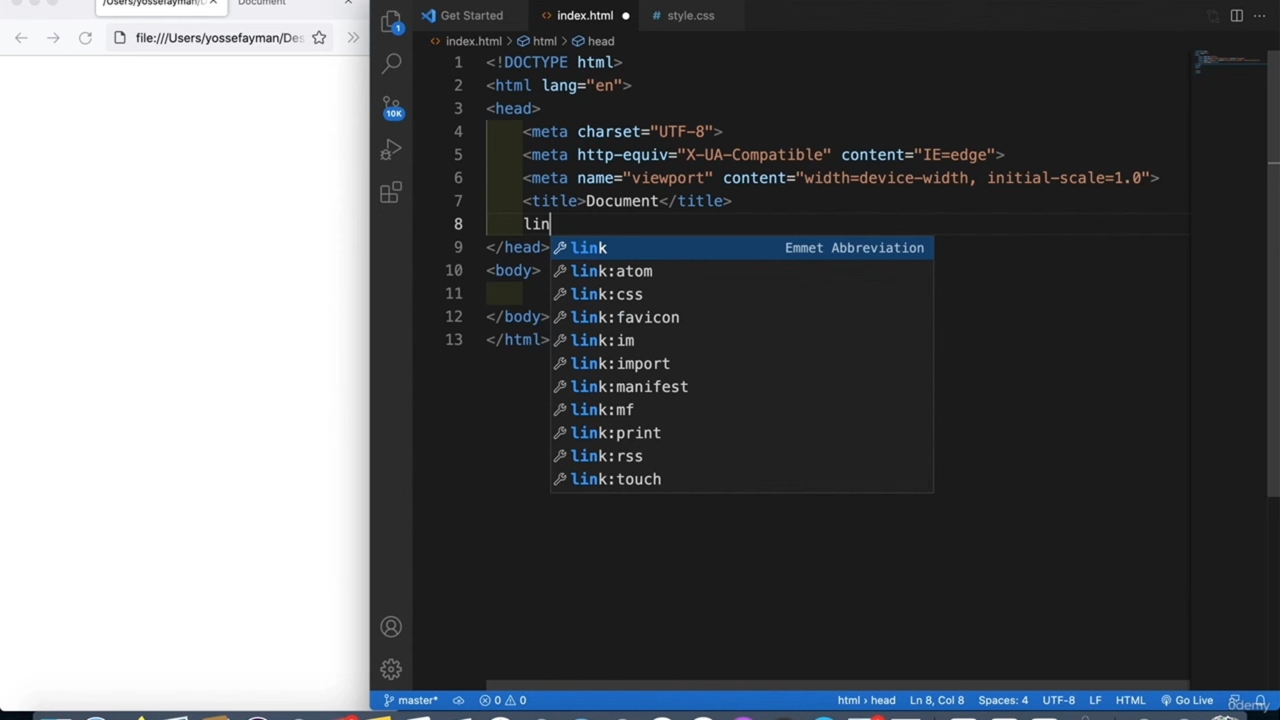 /Users/yossefayman/D
Document
file:///Users/yossefayman/Des
Get Started
index.html
style.css
index.html
html
head
1
10K
1 <!DOCTYPE html>
2 <html lang="en">
3 <head>
4 <meta charset="UTF-8">
5 <meta http-equiv="X-UA-Compatible" content="IE=edge">
6 <meta name="viewport" content="width=device-width, initial-scale=1.0">
7 <title>Document</title>
8 lin
9 </head>
10 <body>
11
12 </body>
13 </html>
link Emmet Abbreviation
link:atom
link:css
link:favicon
link:im
link:import
link:manifest
link:mf
link:print
link:rss
link:touch
master*
0 0
html > head
Ln 8, Col 8
Spaces: 4
UTF-8
LF
HTML
Go Live
udemy